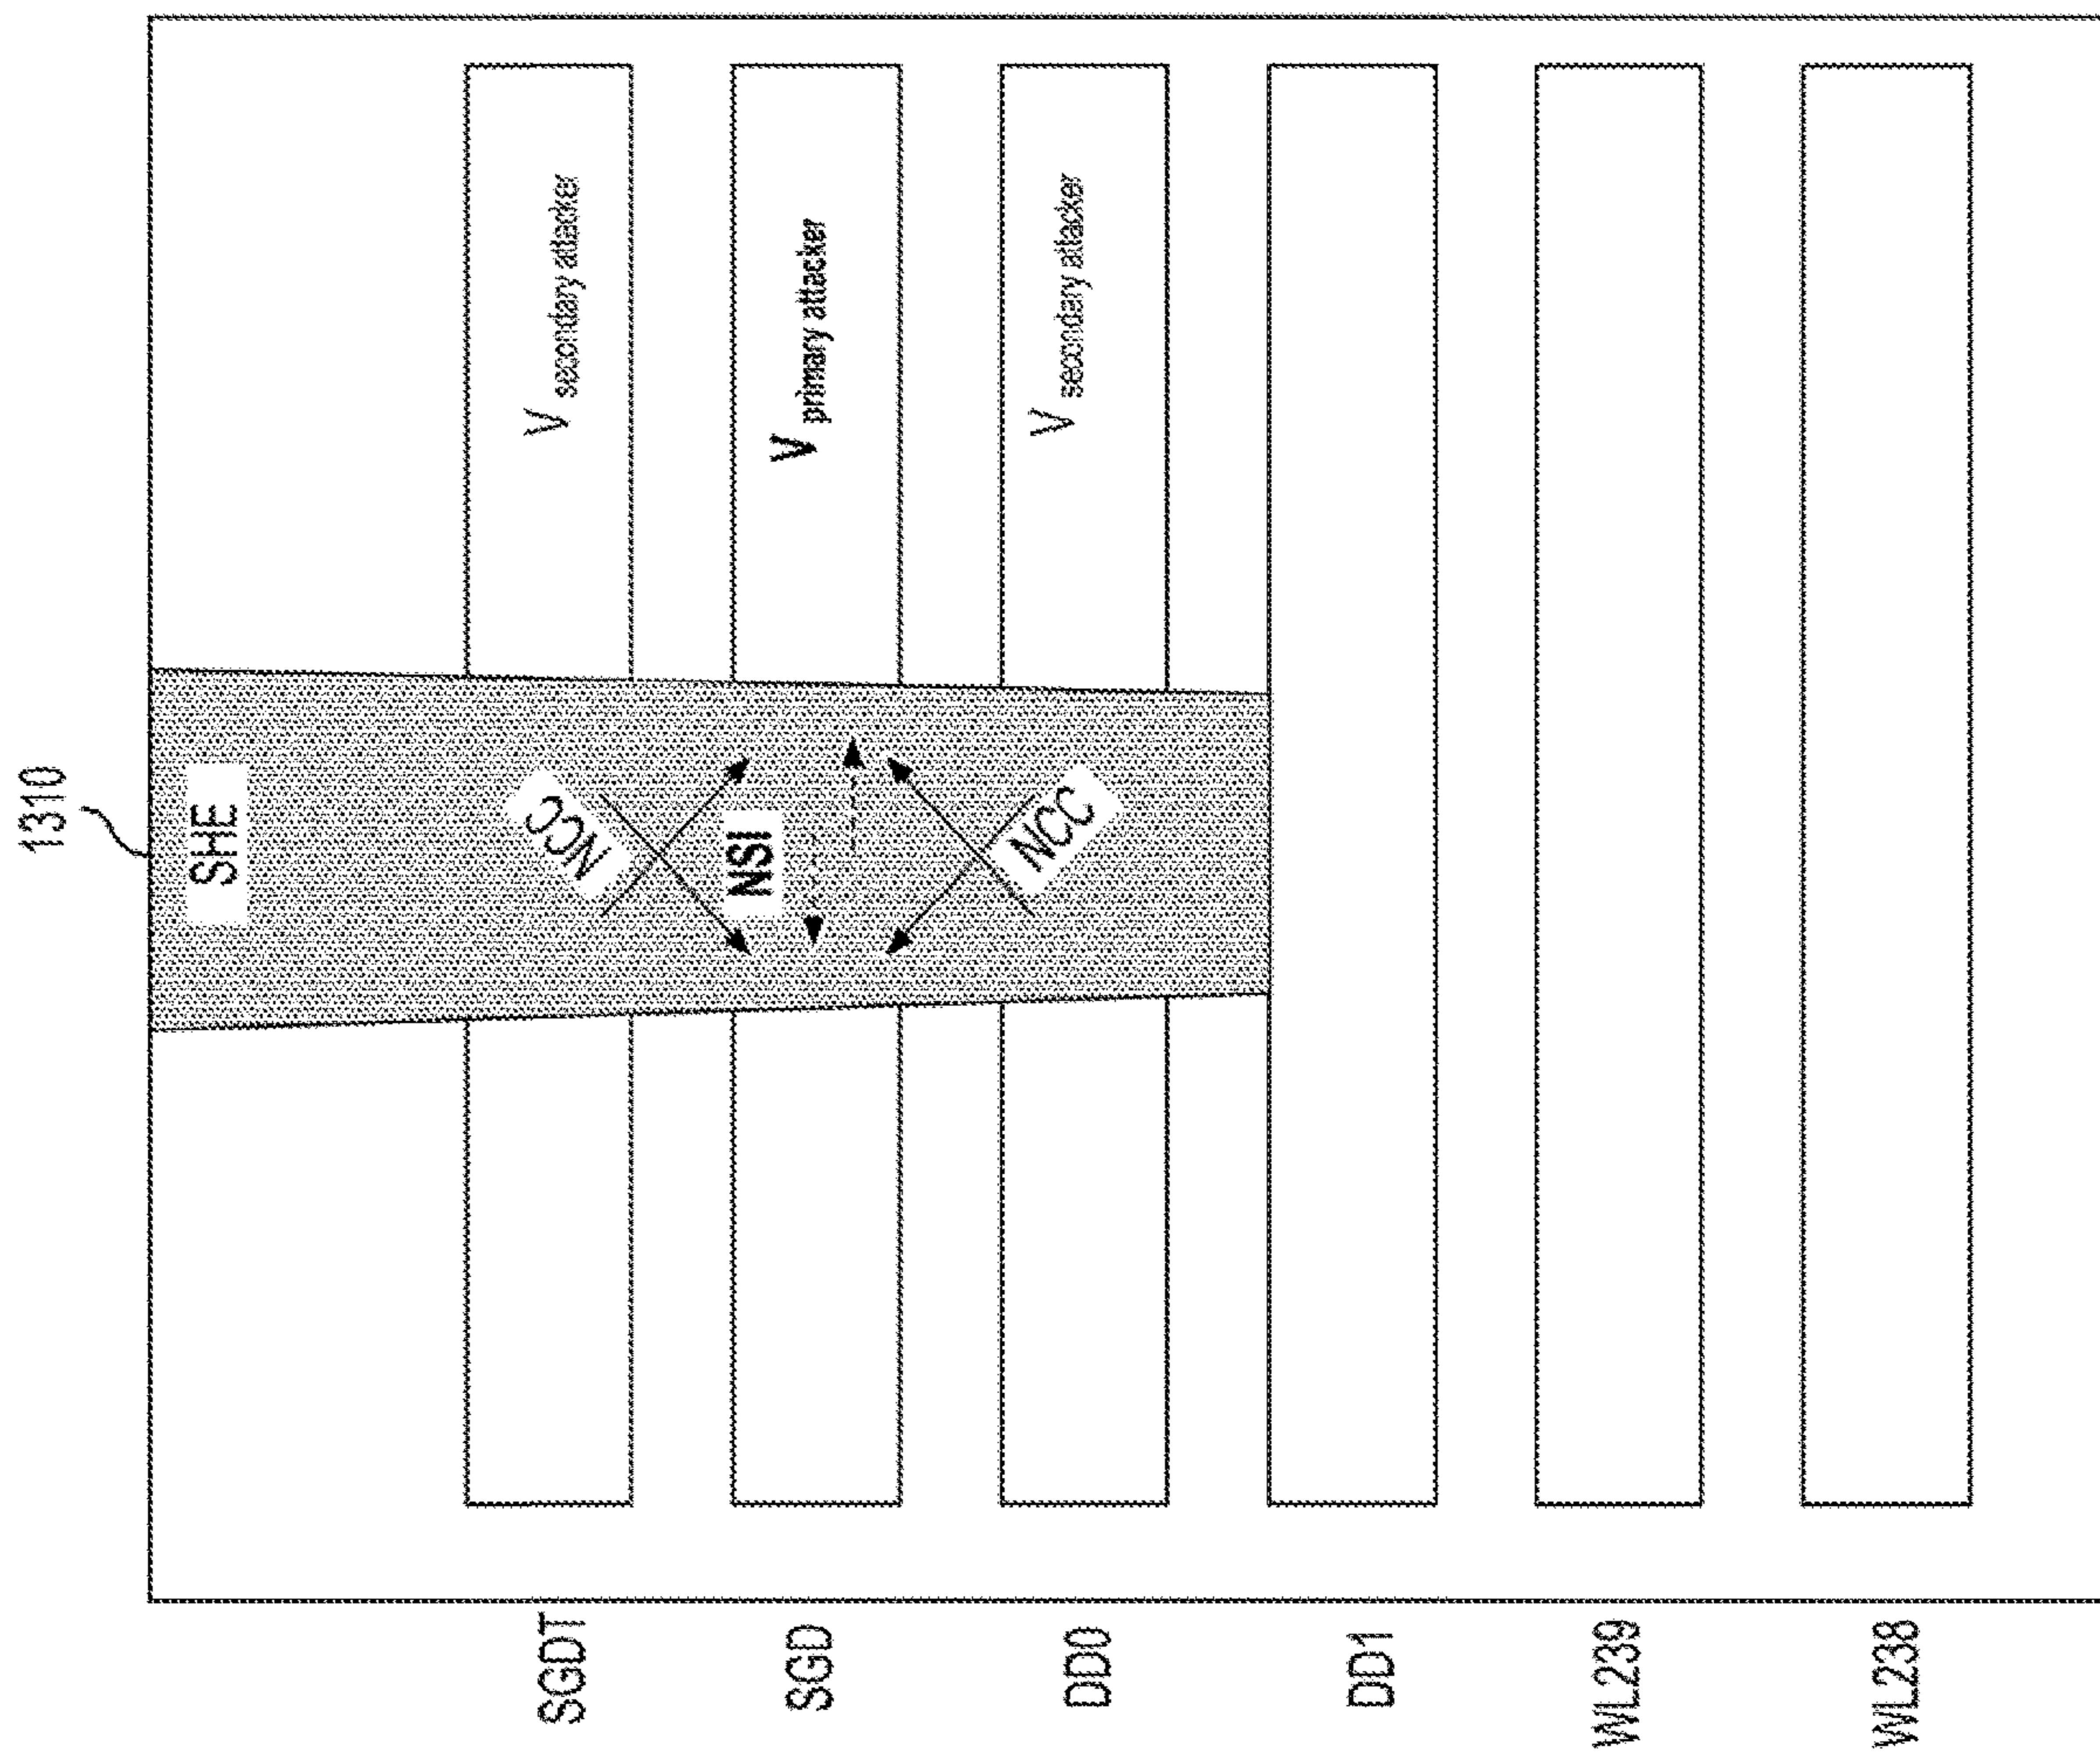 1310
SHE
SGDT
NCC
V secondary attacker
SGD
NSI
V primary attacker
DD0
NCC
V secondary attacker
DD1
WL239
WL238